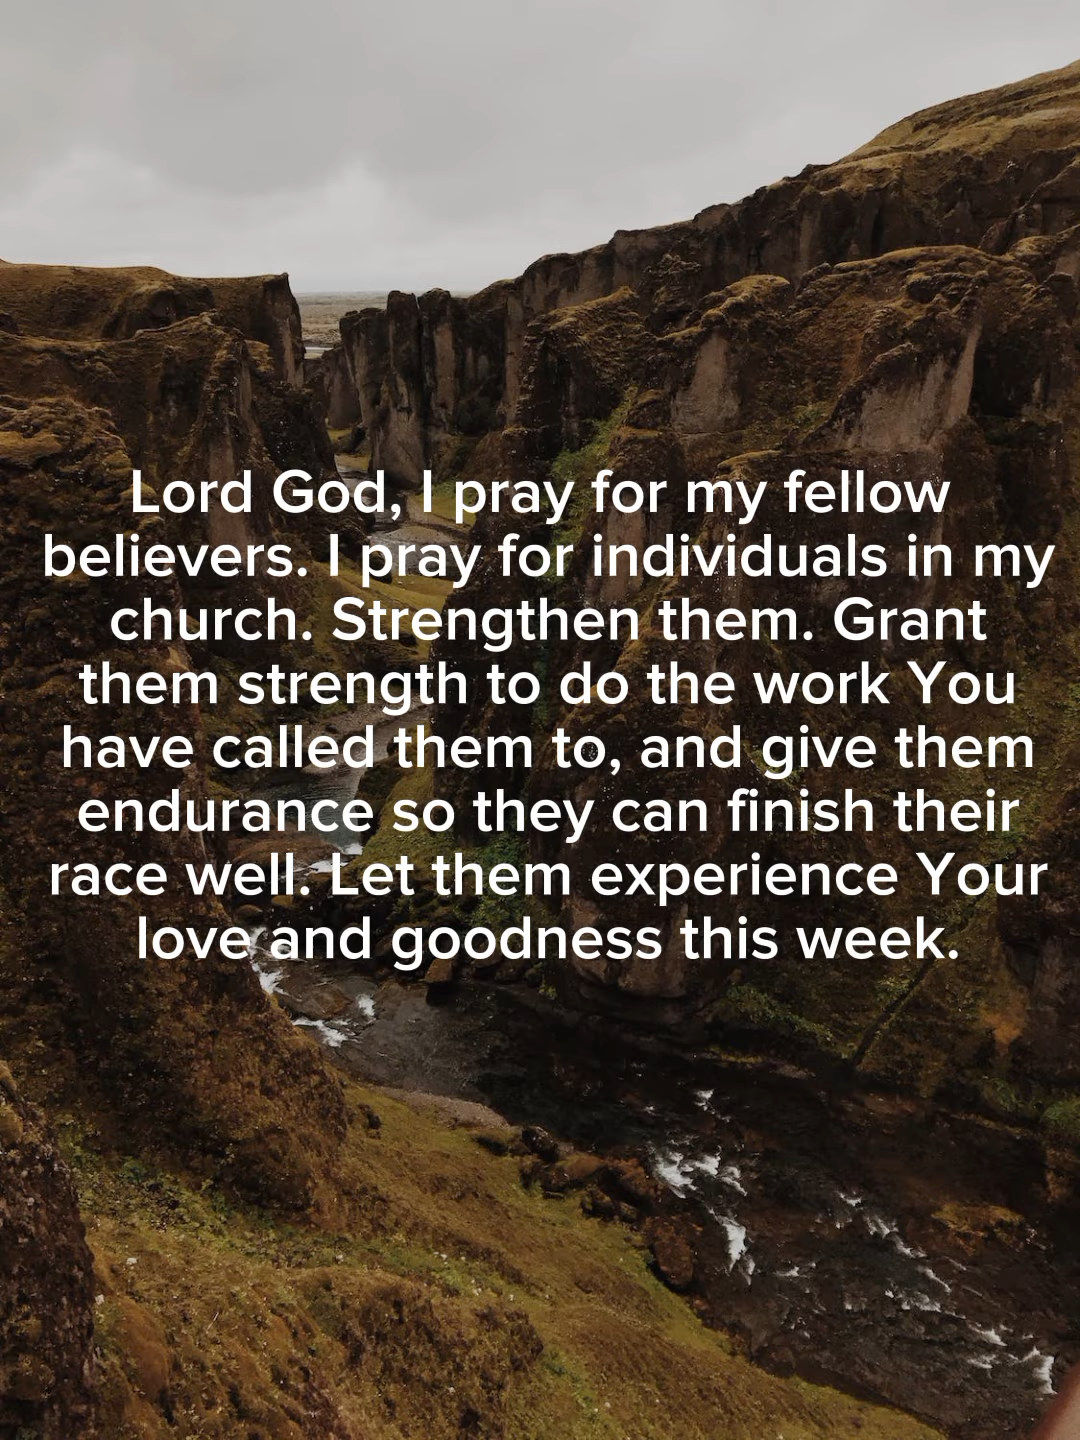 Lord God, I pray for my fellow
believers. I pray for individuals in my
church. Strengthen them. Grant
them strength to do the work You
have called them to, and give them
endurance so they can finish their
race well. Let them experience Your
love and goodness this week.